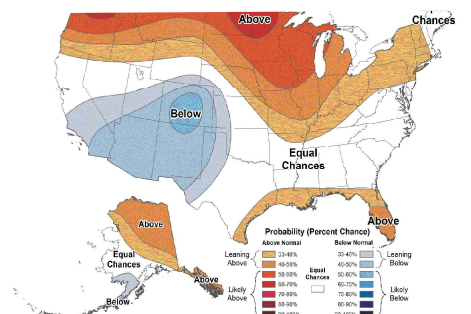 Above
Chances
Below
Equal
Chances
Above
Above
Equal
Chances
Above
Below
Probability (Percent Chance)
Above Normal
Below Normal
Leaning
Above
33-40%
40-50%
50-60%
60-70%
70-80%
80-90%
Likely
Above
Equal
Chances
33-40%
40-50%
50-60%
60-70%
70-80%
80-90%
Leaning
Below
Likely
Below